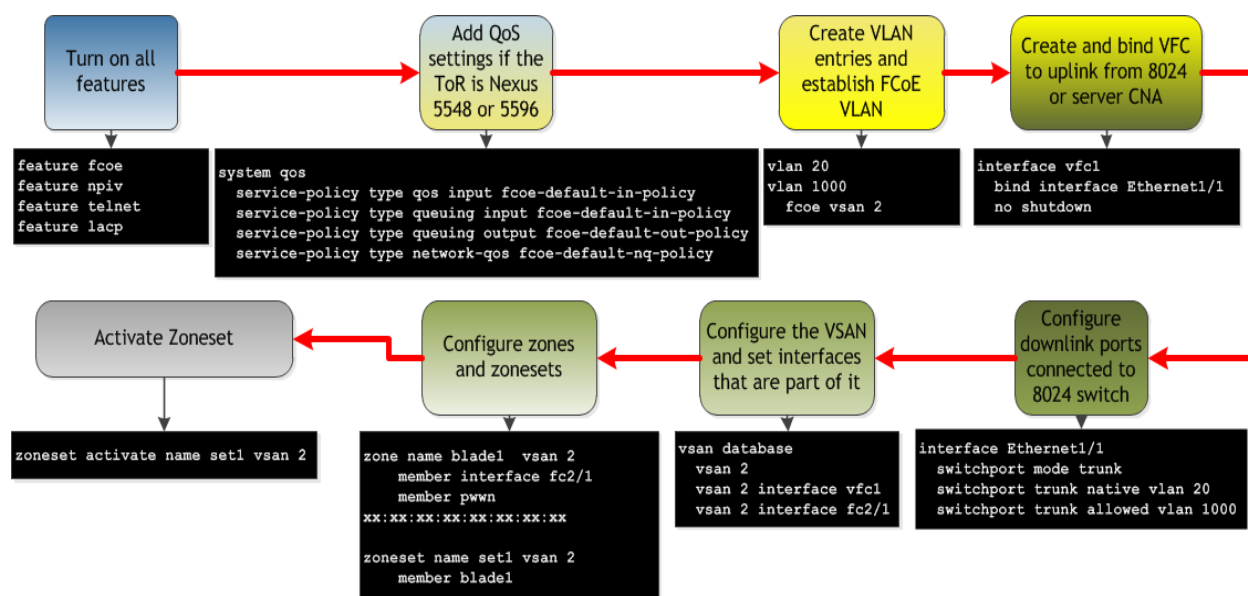 Turn on all
features
feature fcoe
feature npiv
feature telnet
feature lacp
Add QoS
settings if the
ToR is Nexus
5548 or 5596
system qos
service-policy type qos input fcoe-default-in-policy
service-policy type queuing input fcoe-default-in-policy
service-policy type queuing output fcoe-default-out-policy
service-policy type network-qos fcoe-default-nq-policy
Create VLAN
entries and
establish FCoE
VLAN
vlan 20
vlan 1000
fcoe vsan 2
Create and bind VFC
to uplink from 8024
or server CNA
interface vfc1
bind interface Ethernet1/1
no shutdown
Configure
downlink ports
connected to
8024 switch
interface Ethernet1/1
switchport mode trunk
switchport trunk native vlan 20
switchport trunk allowed vlan 1000
Configure the VSAN
and set interfaces
that are part of it
vsan database
vsan 2
vsan 2 interface vfc1
vsan 2 interface fc2/1
Configure zones
and zonesets
zone name blade1 vsan 2
member interface fc2/1
member pwwn
xx:xx:xx:xx:xx:xx:xx:xx
zoneset name set1 vsan 2
member blade1
Activate Zoneset
zoneset activate name set1 vsan 2